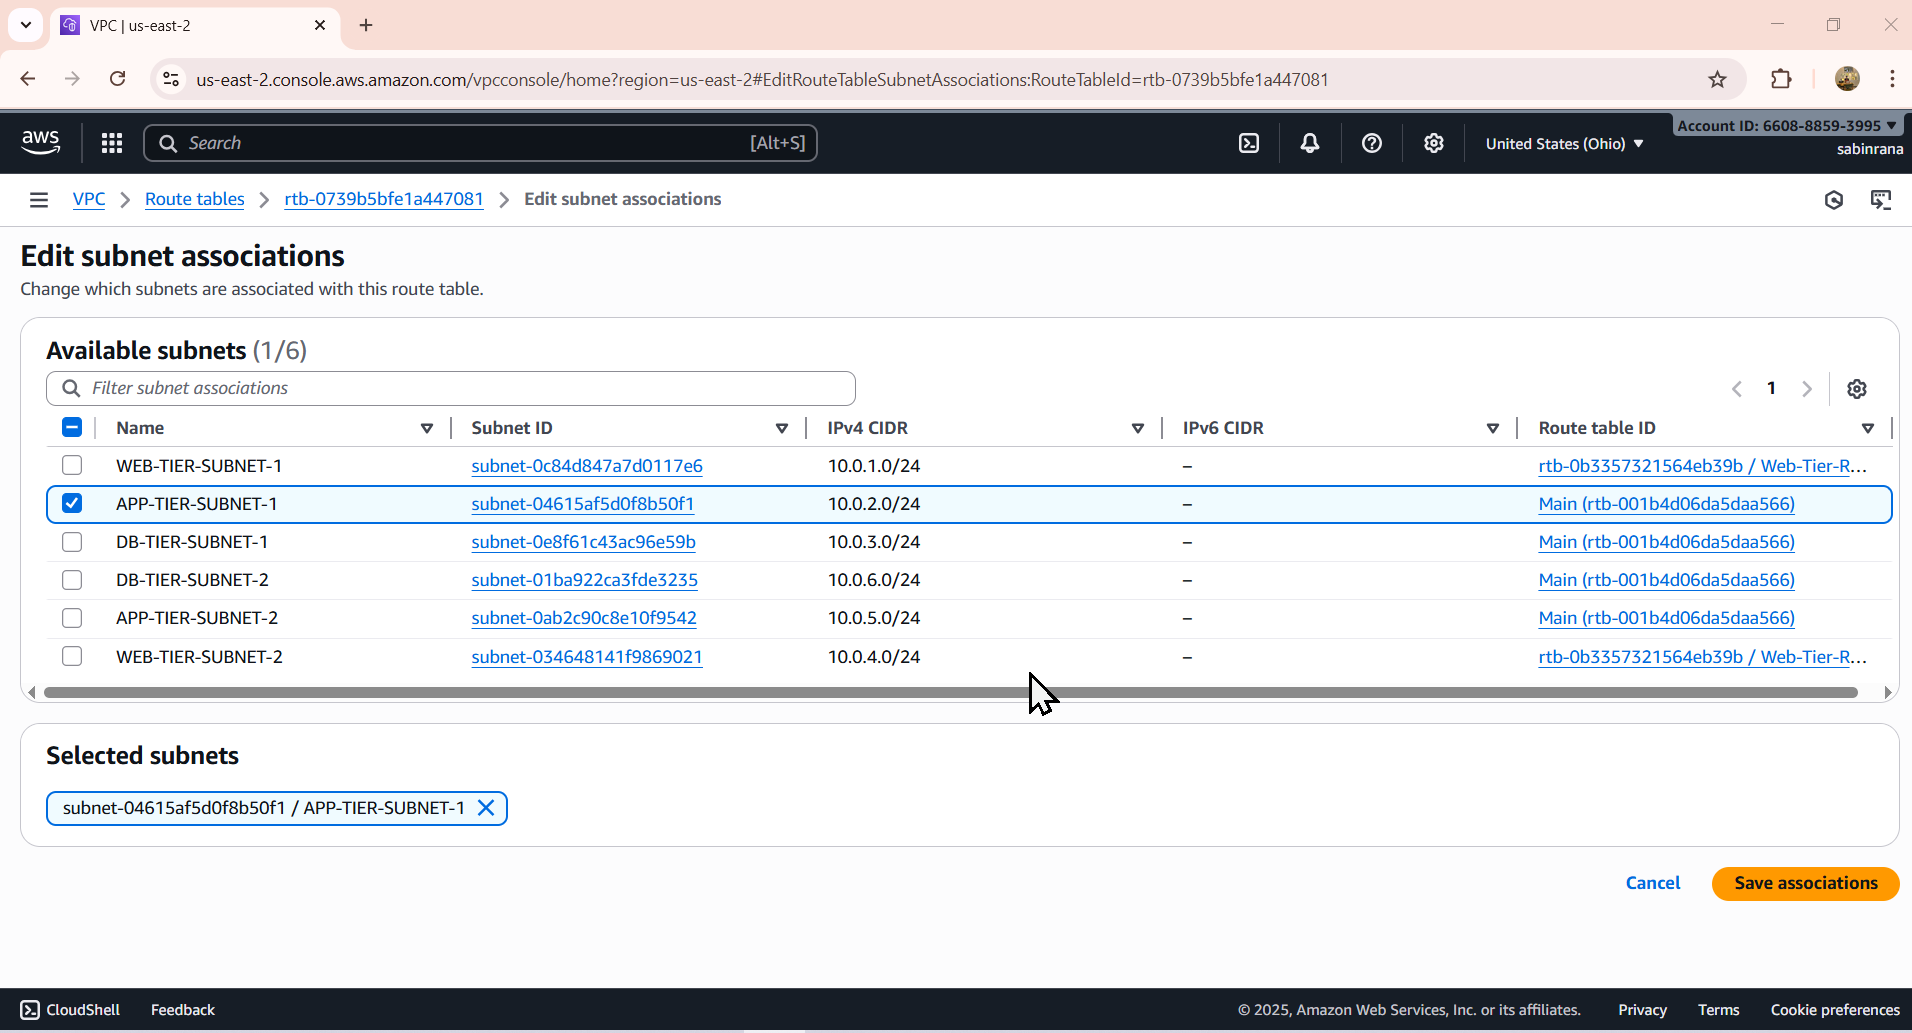 VPC | us-east-2
us-east-2.console.aws.amazon.com/vpcconsole/home?region=us-east-2#EditRouteTableSubnetAssociations:RouteTableId=rtb-0739b5bfe1a447081
aws
Search [Alt+S]
United States (Ohio)
Account ID: 6608-8859-3995
sabinrana
VPC Route tables rtb-0739b5bfe1a447081 Edit subnet associations
Edit subnet associations
Change which subnets are associated with this route table.
Available subnets (1/6)
Filter subnet associations
1
Name Subnet ID IPv4 CIDR IPv6 CIDR Route table ID
WEB-TIER-SUBNET-1 subnet-0c84d847a7d0117e6 10.0.1.0/24 – rtb-0b3357321564eb39b / Web-Tier-R...
APP-TIER-SUBNET-1 subnet-04615af5d0f8b50f1 10.0.2.0/24 – Main (rtb-001b4d06da5daa566)
DB-TIER-SUBNET-1 subnet-0e8f61c43ac96e59b 10.0.3.0/24 – Main (rtb-001b4d06da5daa566)
DB-TIER-SUBNET-2 subnet-01ba922ca3fde3235 10.0.6.0/24 – Main (rtb-001b4d06da5daa566)
APP-TIER-SUBNET-2 subnet-0ab2c90c8e10f9542 10.0.5.0/24 – Main (rtb-001b4d06da5daa566)
WEB-TIER-SUBNET-2 subnet-034648141f9869021 10.0.4.0/24 – rtb-0b3357321564eb39b / Web-Tier-R...
Selected subnets
subnet-04615af5d0f8b50f1 / APP-TIER-SUBNET-1
Cancel Save associations
CloudShell Feedback © 2025, Amazon Web Services, Inc. or its affiliates. Privacy Terms Cookie preferences